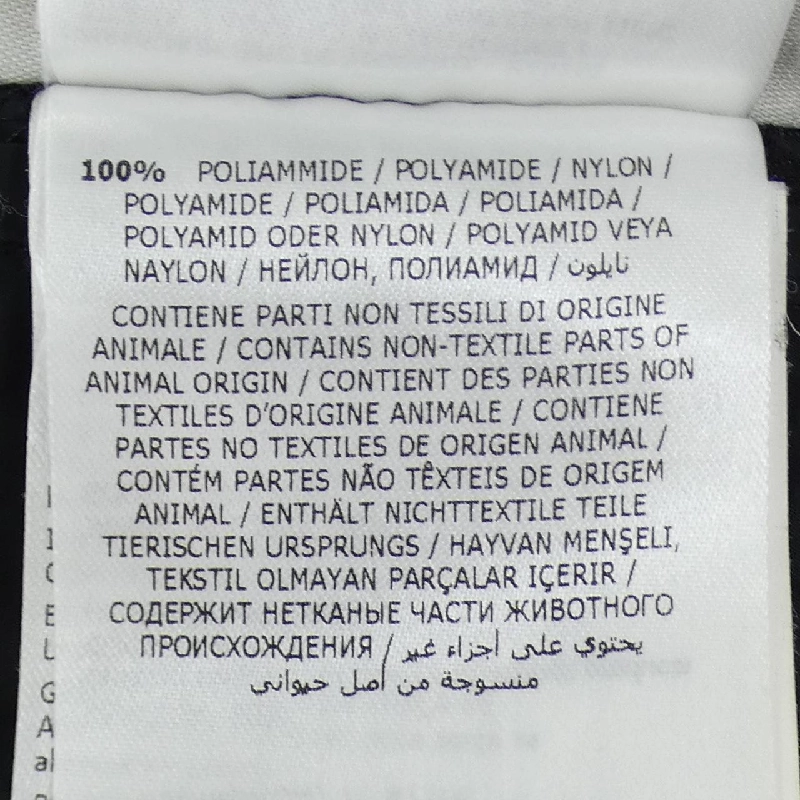 100% POLIAMMIDE / POLYAMIDE / NYLON /
POLYAMIDE / POLIAMIDA / POLIAMIDA /
POLYAMID ODER NYLON / POLYAMID VEYA
NAYLON / НЕЙЛОН, ПОЛИАМИД / نايلون
CONTIENE PARTI NON TESSILI DI ORIGINE
ANIMALE / CONTAINS NON-TEXTILE PARTS OF
ANIMAL ORIGIN / CONTIENT DES PARTIES NON
TEXTILES D'ORIGINE ANIMALE / CONTIENE
PARTES NO TEXTILES DE ORIGEN ANIMAL /
CONTÉM PARTES NÃO TÊXTEIS DE ORIGEM
ANIMAL / ENTHÄLT NICHTTEXTILE TEILE
TIERISCHEN URSPRUNGS / HAYVAN MENŞELİ,
TEKSTIL OLMAYAN PARÇALAR IÇERIR /
СОДЕРЖИТ НЕТКАНЫЕ ЧАСТИ ЖИВОТНОГО
ПРОИСХОЖДЕНИЯ / يحتوي على أجزاء غير
منسوجة من أصل حيواني